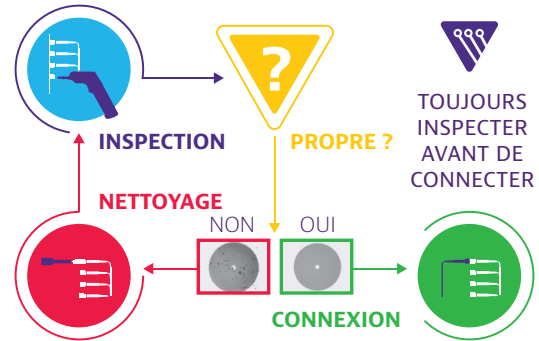 ?
INSPECTION
PROPRE ?
TOUJOURS
INSPECTER
AVANT DE
CONNECTER
NETTOYAGE
NON
OUI
CONNEXION